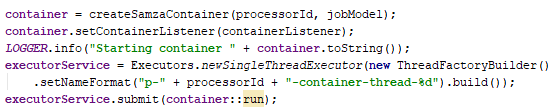 container = createSamzaContainer(processorId, jobModel);
container.setContainerListener(containerListener);
LOGGER.info("Starting container " + container.toString());
executorService = Executors.newSingleThreadExecutor(new ThreadFactoryBuilder()
.setNameFormat("p-" + processorId + "-container-thread-%d").build());
executorService.submit(container::run);